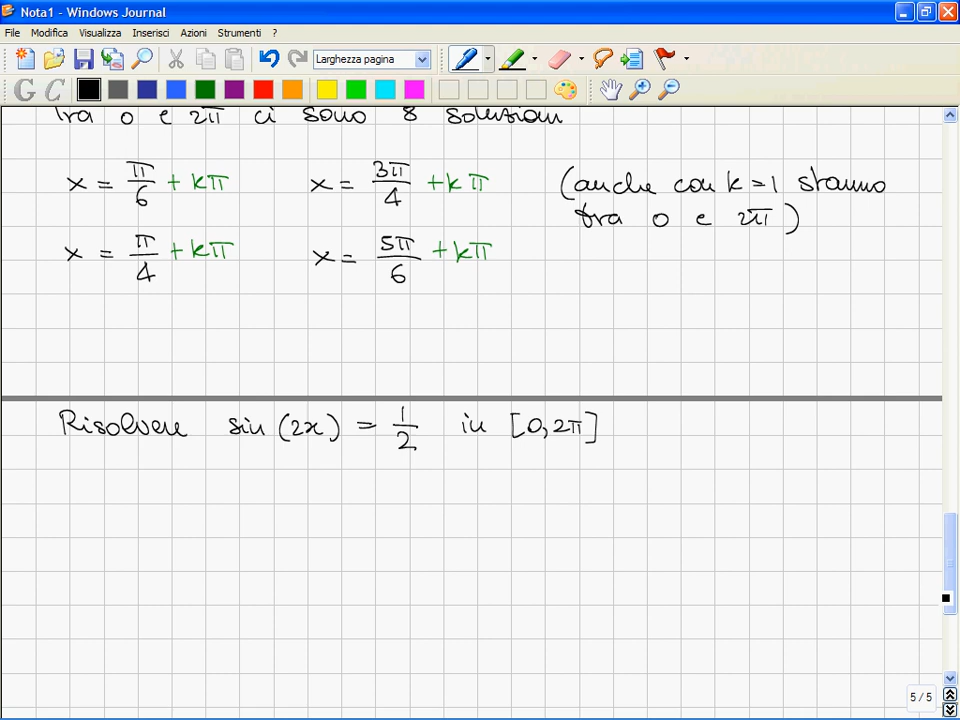 Nota1 - Windows Journal
File Modifica Visualizza Inserisci Azioni Strumenti ?
Larghezza pagina
Tra 0 e 2π ci sono 8 soluzioni
x = π/6 + kπ x = 3π/4 + kπ (anche con k = 1 stanno
tra 0 e 2π)
x = π/4 + kπ x = 5π/6 + kπ
Risolvere sin (2x) = 1/2 in [0, 2π]
5 / 5